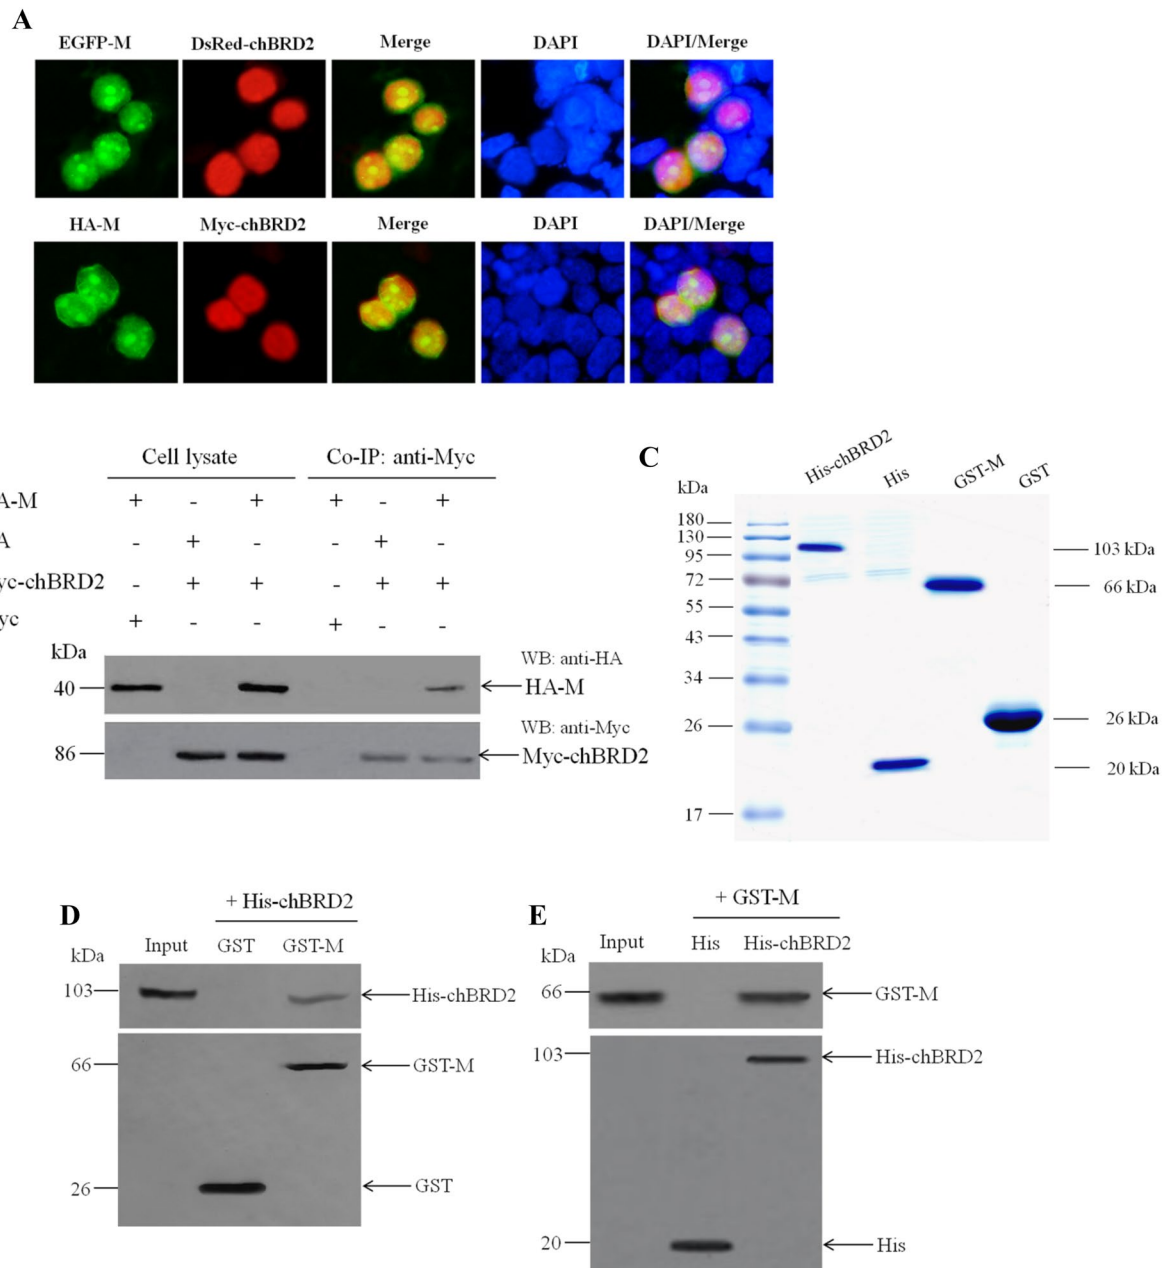 A
EGFP-M DsRed-chBRD2 Merge DAPI DAPI/Merge
HA-M Myc-chBRD2 Merge DAPI DAPI/Merge
Cell lysate Co-IP: anti-Myc
A-M + - + + - +
A - + - - + -
yc-chBRD2 - + + - + +
yc + - - + - -
kDa
WB: anti-HA
40 HA-M
WB: anti-Myc
86 Myc-chBRD2
C
His-chBRD2 His GST-M GST
kDa
180
130
103 kDa
95
72
66 kDa
55
43
34
26 26 kDa
20 kDa
17
D
+ His-chBRD2
kDa Input GST GST-M
103 His-chBRD2
66 GST-M
26 GST
E
+ GST-M
kDa Input His His-chBRD2
66 GST-M
103 His-chBRD2
20 His